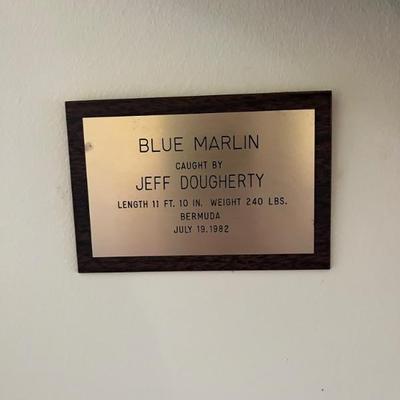 BLUE MARLIN
CAUGHT BY
JEFF DOUGHERTY
LENGTH 11 FT. 10 IN. WEIGHT 240 LBS.
BERMUDA
JULY 19.1982